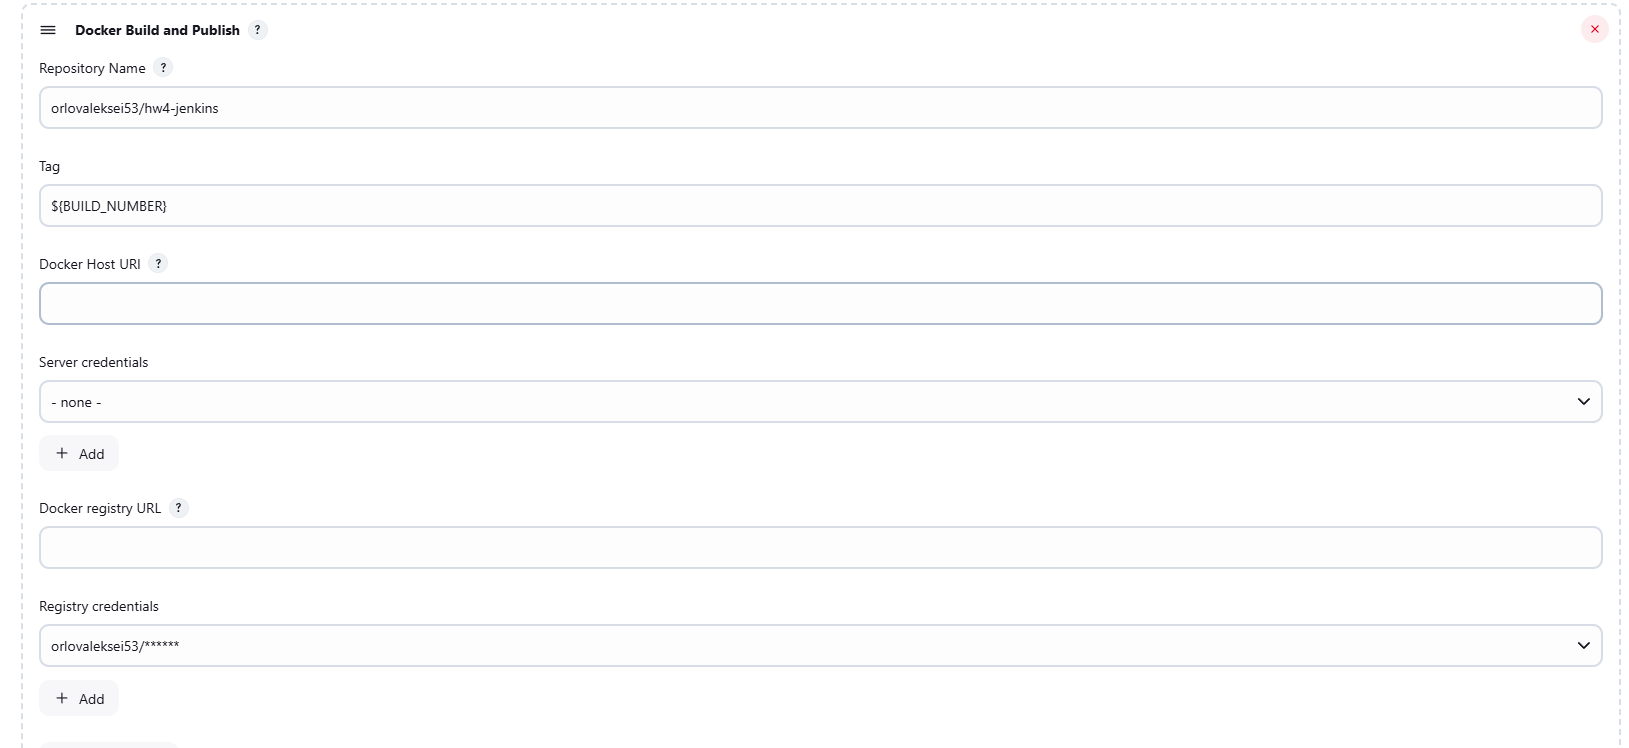 Docker Build and Publish ?
Repository Name ?
orlovaleksei53/hw4-jenkins
Tag
${BUILD_NUMBER}
Docker Host URI ?
Server credentials
- none -
+ Add
Docker registry URL ?
Registry credentials
orlovaleksei53/******
+ Add